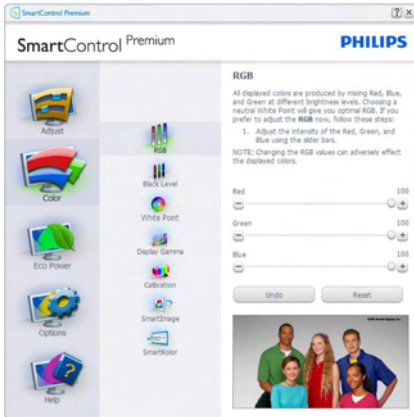 SmartControl Premium
SmartControl Premium
PHILIPS
Adjust
Color
Eco Power
Options
Help
RGB
Black Level
White Point
Display Gamma
Calibration
SmartImage
SmartKolor
RGB
All displayed colors are produced by mixing Red, Blue,
and Green at different brightness levels. Choosing a
neutral White Point will give you optimal RGB. If you
prefer to adjust the RGB now, follow these steps:
1. Adjust the intensity of the Red, Green, and
Blue using the slider bars.
NOTE: Changing the RGB values can adversely effect
the displayed colors.
Red 100
Green 100
Blue 100
Undo Reset